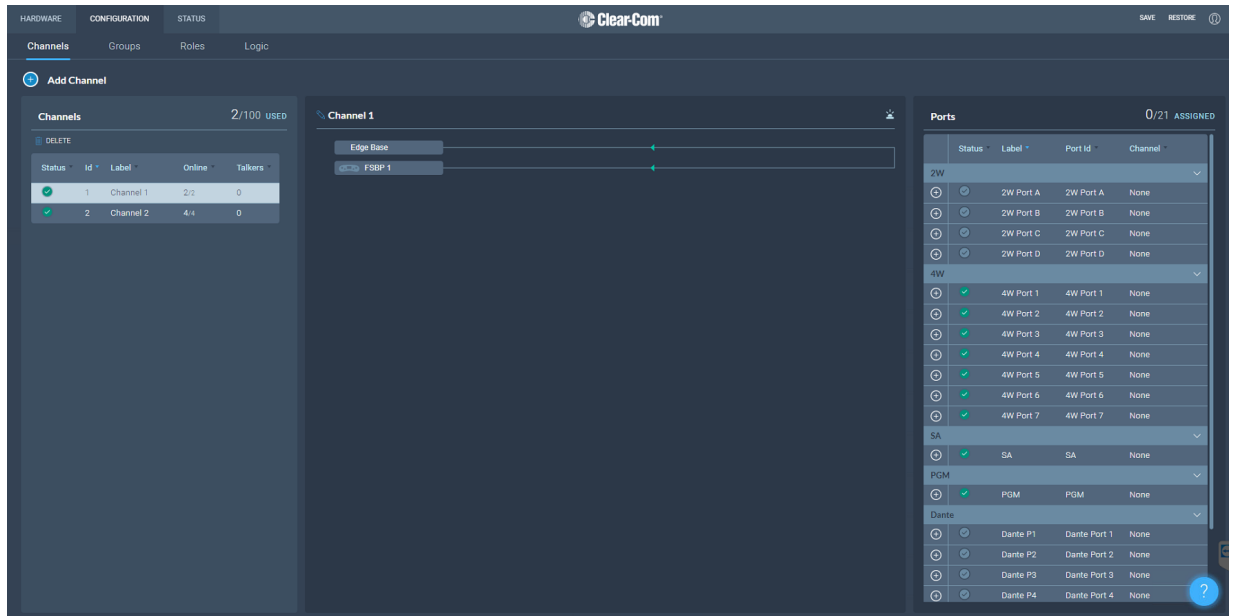 HARDWARE CONFIGURATION STATUS Clear-Com SAVE RESTORE
Channels Groups Roles Logic
Add Channel
Channels 2/100 USED
DELETE
Status Id Label Online Talkers
1 Channel 1 2/2 0
2 Channel 2 4/4 0
Channel 1
Edge Base
FSBP 1
Ports 0/21 ASSIGNED
Status Label Port Id Channel
2W
2W Port A 2W Port A None
2W Port B 2W Port B None
2W Port C 2W Port C None
2W Port D 2W Port D None
4W
4W Port 1 4W Port 1 None
4W Port 2 4W Port 2 None
4W Port 3 4W Port 3 None
4W Port 4 4W Port 4 None
4W Port 5 4W Port 5 None
4W Port 6 4W Port 6 None
4W Port 7 4W Port 7 None
SA
SA SA None
PGM
PGM PGM None
Dante
Dante P1 Dante Port 1 None
Dante P2 Dante Port 2 None
Dante P3 Dante Port 3 None
Dante P4 Dante Port 4 None
?